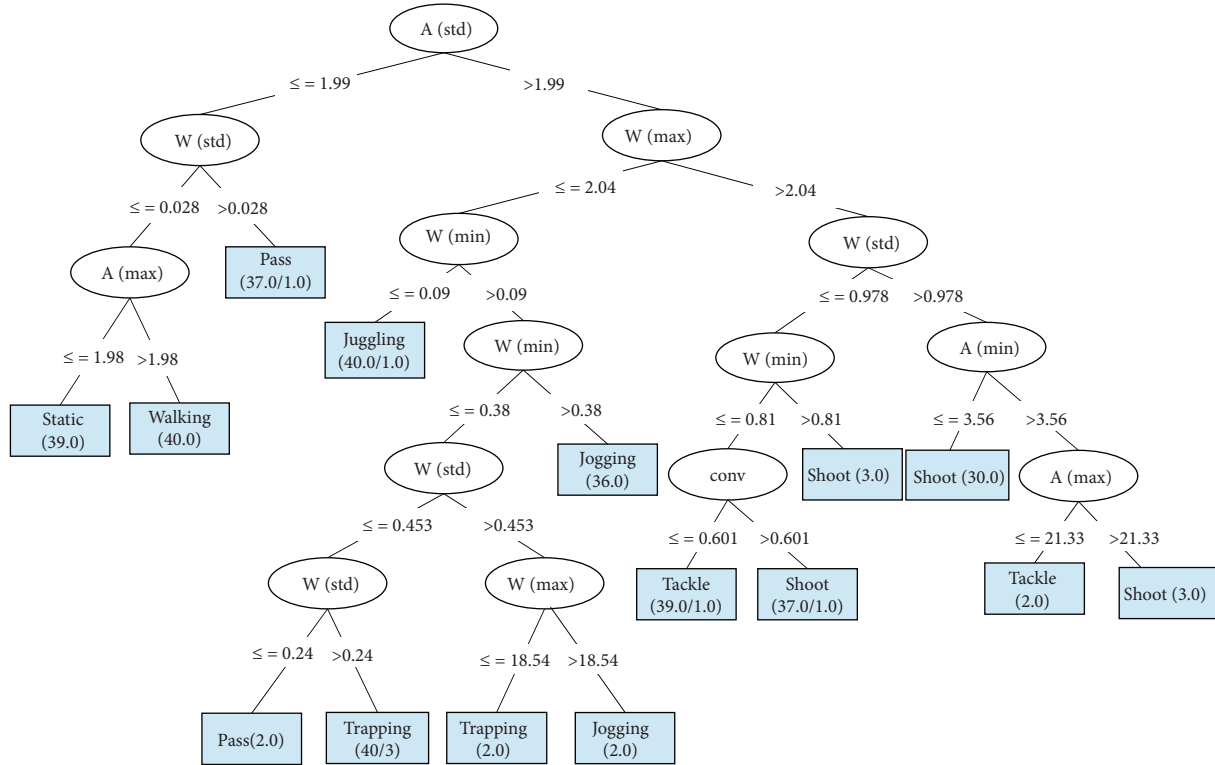 A (std)
≤ = 1.99
>1.99
W (std)
W (max)
≤ = 2.04
>2.04
≤ = 0.028
>0.028
W (min)
W (std)
A (max)
Pass
(37.0/1.0)
≤ = 0.09
>0.09
≤ = 0.978
>0.978
Juggling
(40.0/1.0)
W (min)
W (min)
A (min)
≤ = 1.98
>1.98
≤ = 0.38
>0.38
≤ = 0.81
>0.81
≤ = 3.56
>3.56
Static
(39.0)
Walking
(40.0)
W (std)
Jogging
(36.0)
conv
Shoot (3.0)
Shoot (30.0)
A (max)
≤ = 0.453
>0.453
≤ = 0.601
>0.601
≤ = 21.33
>21.33
W (std)
W (max)
Tackle
(39.0/1.0)
Shoot
(37.0/1.0)
Tackle
(2.0)
Shoot (3.0)
≤ = 0.24
>0.24
≤ = 18.54
>18.54
Pass(2.0)
Trapping
(40/3)
Trapping
(2.0)
Jogging
(2.0)